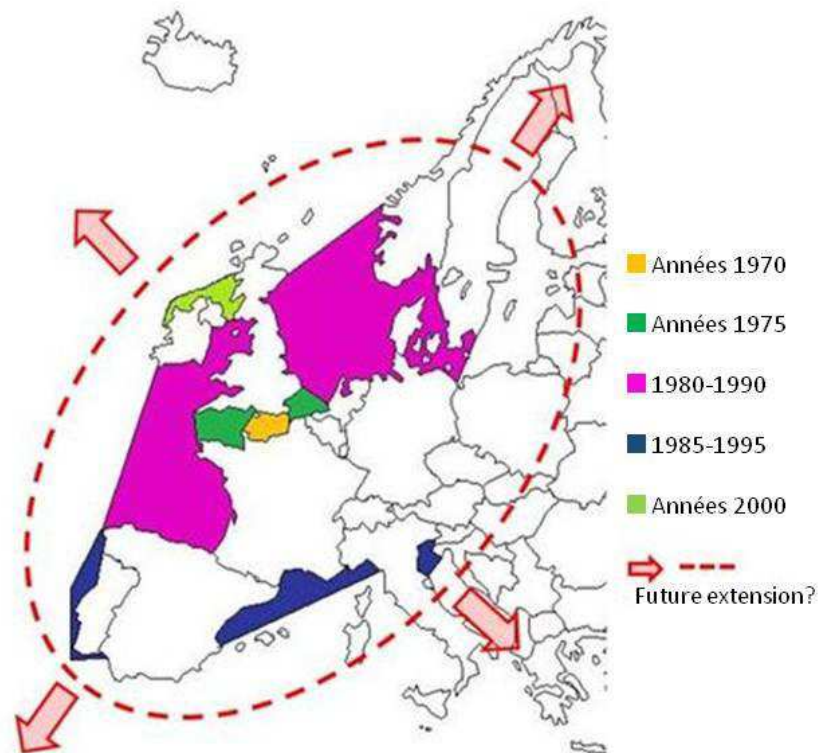 Années 1970
Années 1975
1980-1990
1985-1995
Années 2000
Future extension?